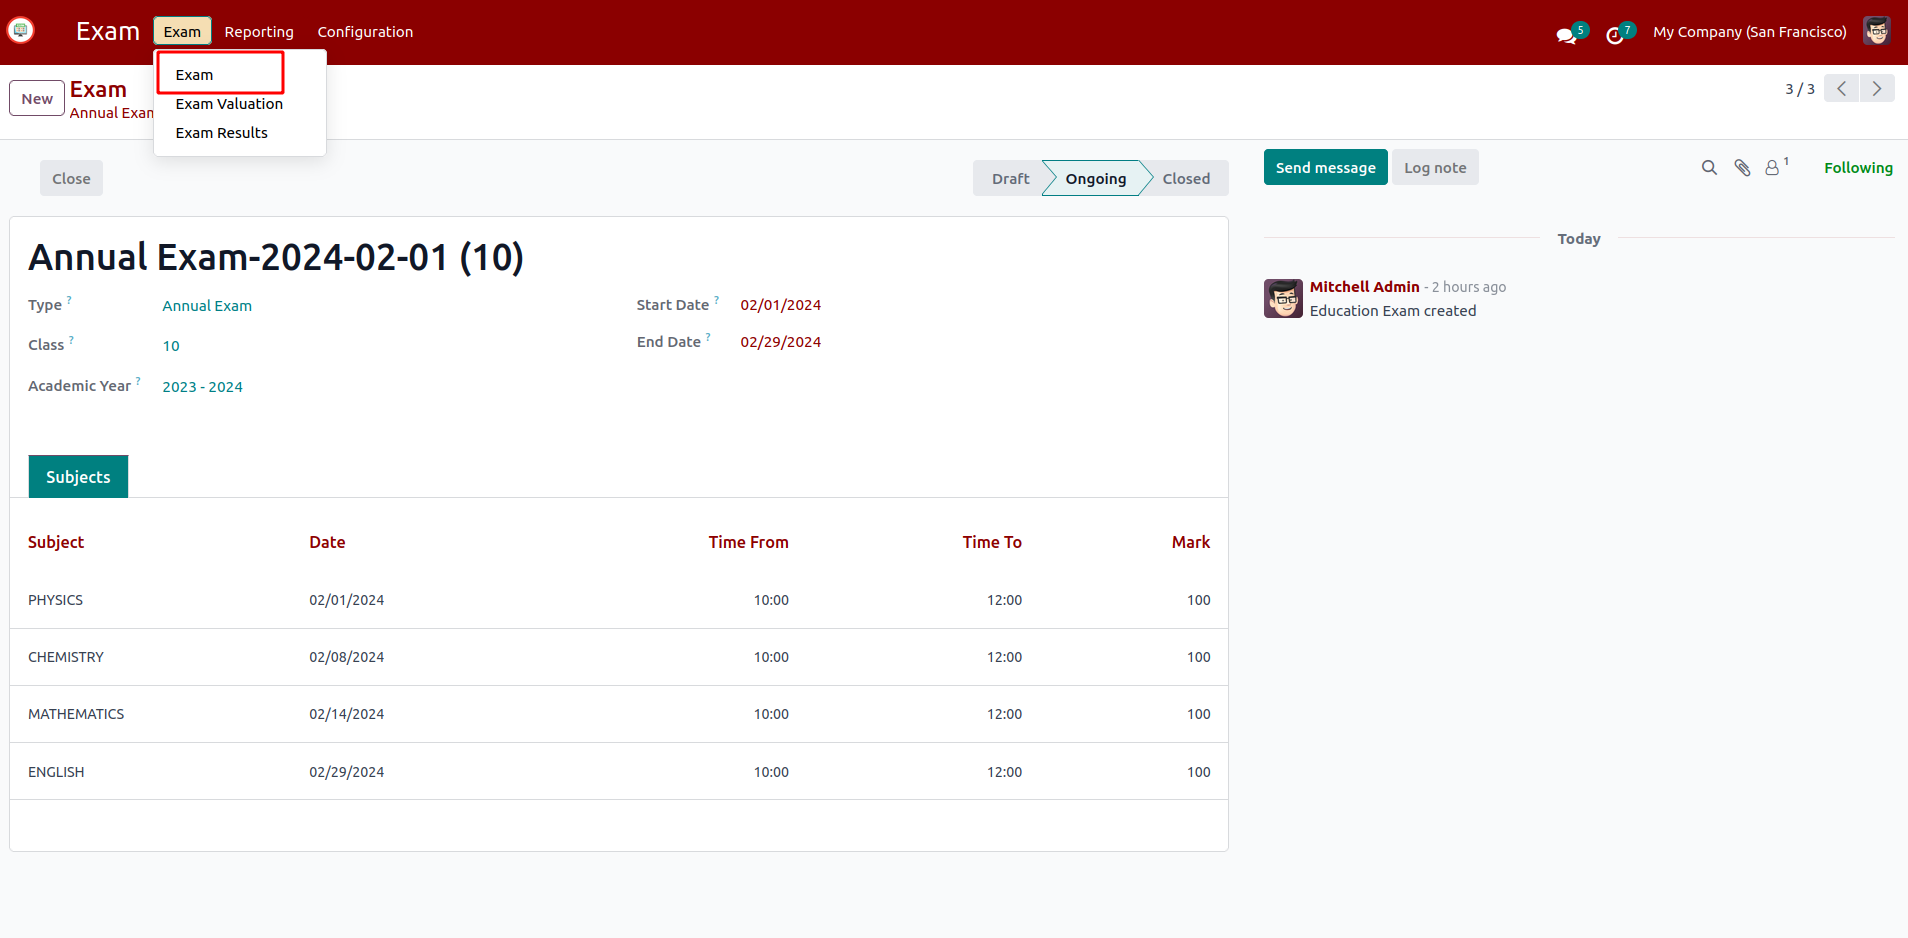 Exam Exam Reporting Configuration 5 7 My Company (San Francisco)
Exam
Exam Valuation
Exam Results
New Exam 3 / 3
Annual Exam
Close Draft Ongoing Closed Send message Log note 1 Following
Annual Exam-2024-02-01 (10)
Type ? Annual Exam Start Date ? 02/01/2024
Class ? 10 End Date ? 02/29/2024
Academic Year ? 2023 - 2024
Today
Mitchell Admin - 2 hours ago
Education Exam created
Subjects
Subject Date Time From Time To Mark
PHYSICS 02/01/2024 10:00 12:00 100
CHEMISTRY 02/08/2024 10:00 12:00 100
MATHEMATICS 02/14/2024 10:00 12:00 100
ENGLISH 02/29/2024 10:00 12:00 100